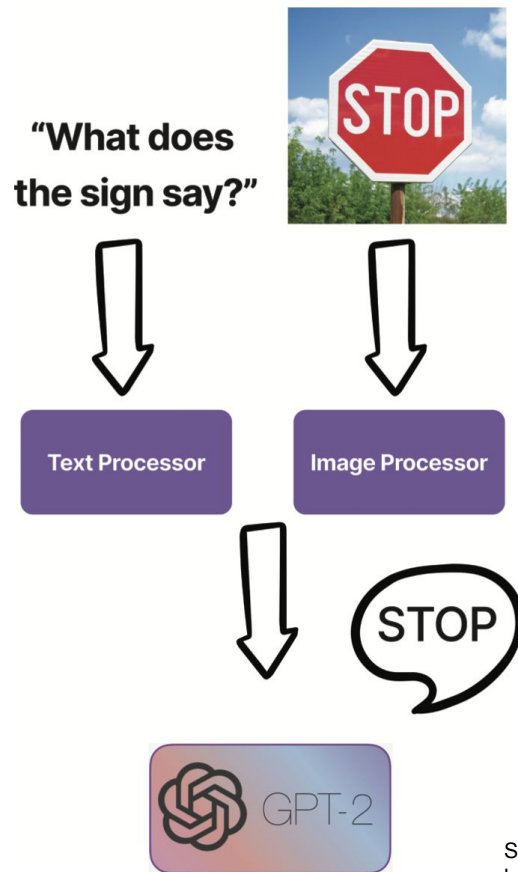 “What does
the sign say?”
STOP
Text Processor
Image Processor
STOP
GPT-2
S